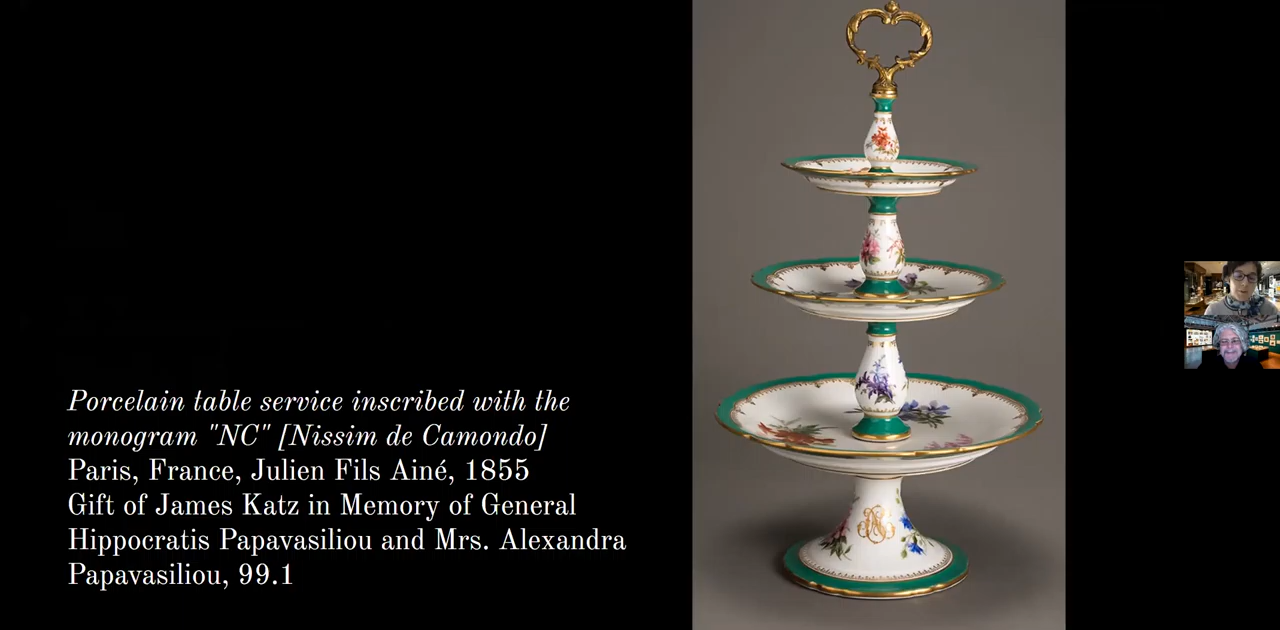 Porcelain table service inscribed with the
monogram "NC" [Nissim de Camondo]
Paris, France, Julien Fils Ainé, 1855
Gift of James Katz in Memory of General
Hippocratis Papavasiliou and Mrs. Alexandra
Papavasiliou, 99.1